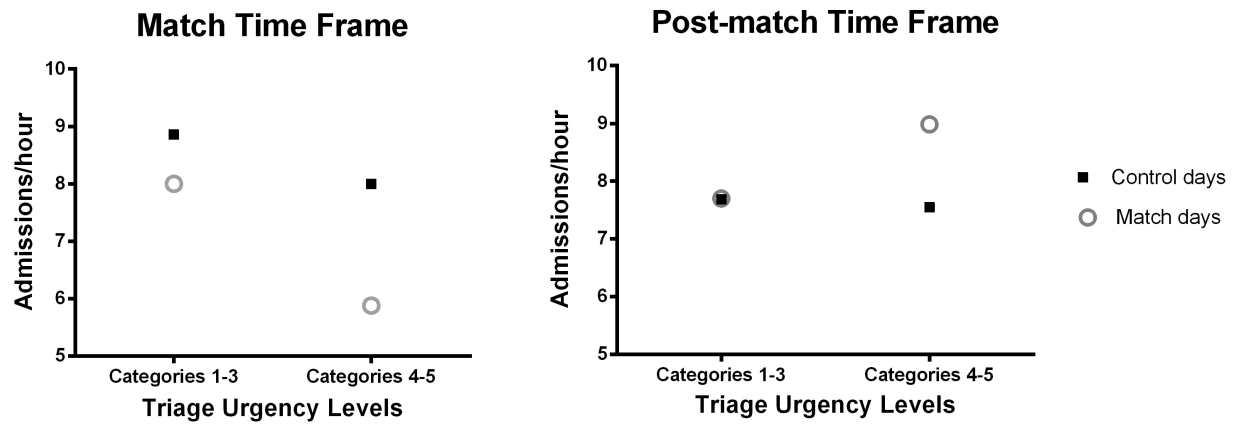 Match Time Frame
10
9
8
7
6
5
Admissions/hour
Categories 1-3
Categories 4-5
Triage Urgency Levels
Post-match Time Frame
10
9
8
7
6
5
Admissions/hour
Categories 1-3
Categories 4-5
Triage Urgency Levels
Control days
Match days